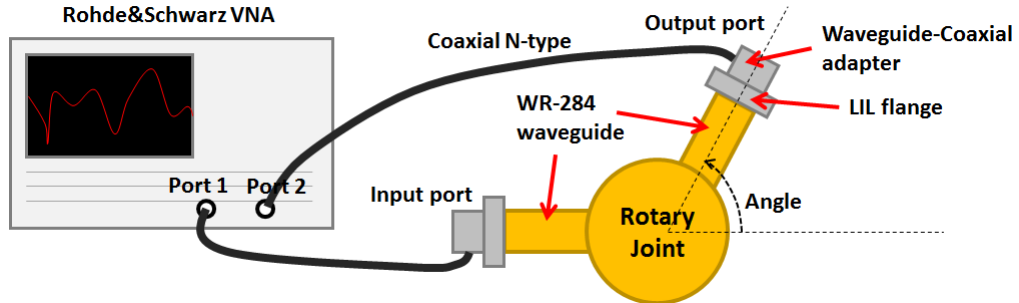 Rohde&Schwarz VNA
Output port
Waveguide-Coaxial
adapter
Coaxial N-type
WR-284
waveguide
LIL flange
Port 1
Port 2
Input port
Angle
Rotary
Joint